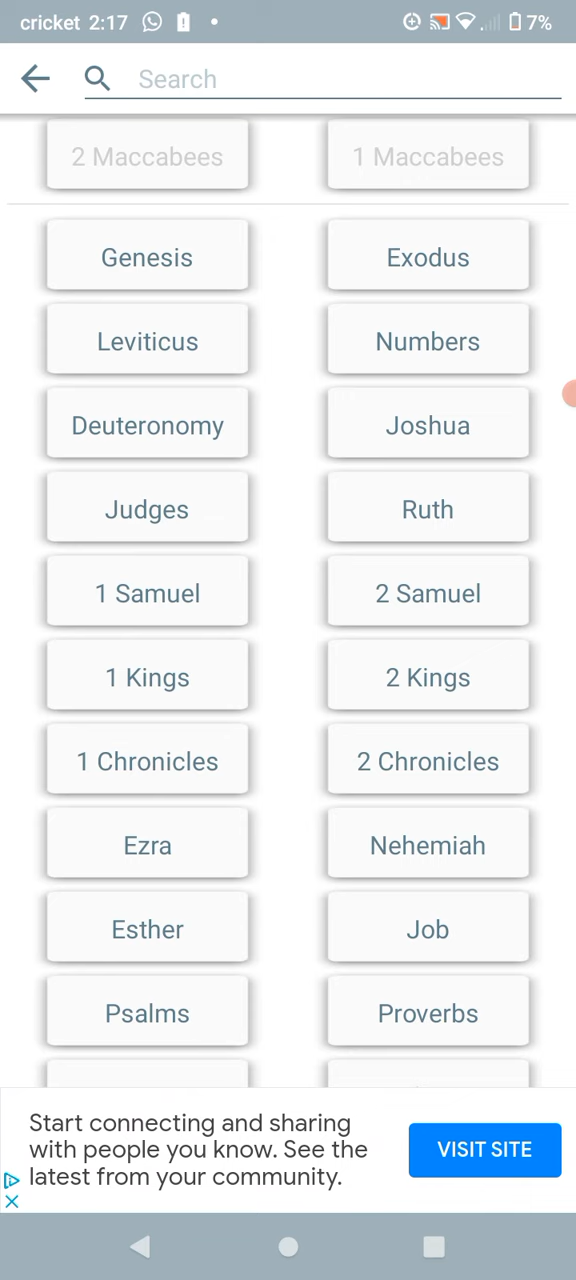 cricket 2:17 7%
Search
2 Maccabees 1 Maccabees
Genesis Exodus
Leviticus Numbers
Deuteronomy Joshua
Judges Ruth
1 Samuel 2 Samuel
1 Kings 2 Kings
1 Chronicles 2 Chronicles
Ezra Nehemiah
Esther Job
Psalms Proverbs
Start connecting and sharing
with people you know. See the
latest from your community.
VISIT SITE